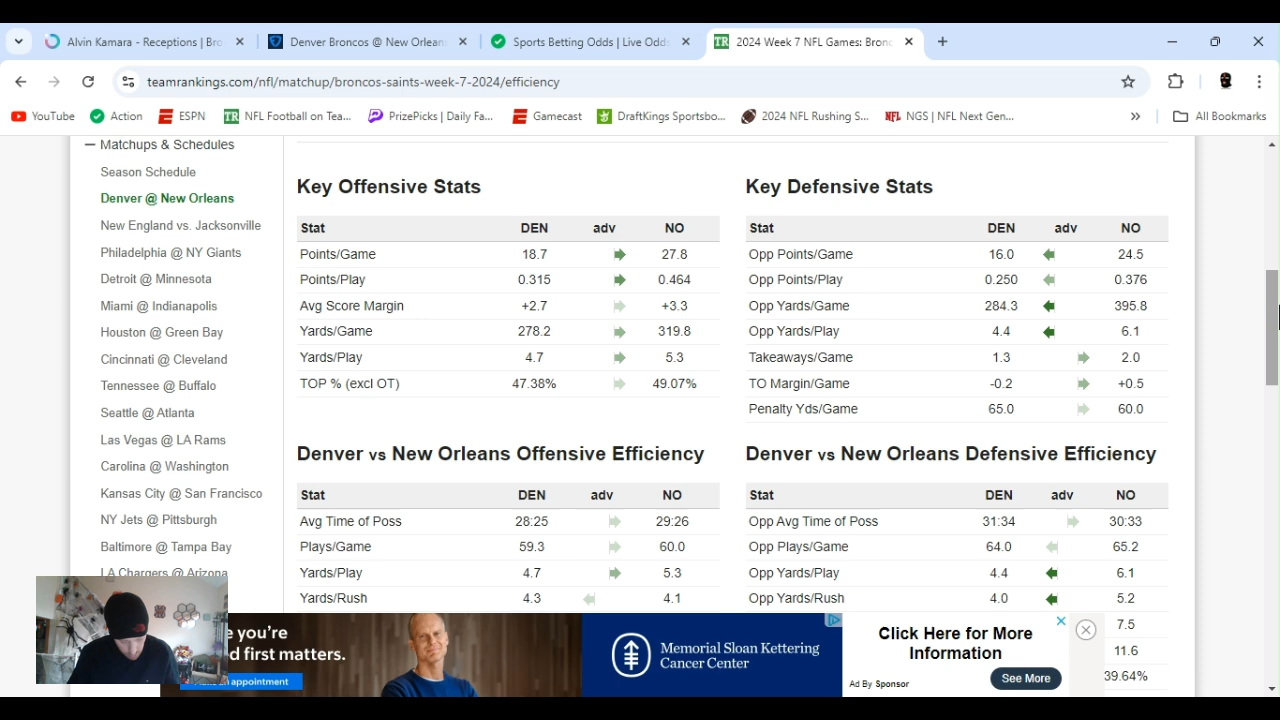 Alvin Kamara - Receptions | Bro
Denver Broncos @ New Orlean
Sports Betting Odds | Live Odd
TR 2024 Week 7 NFL Games: Bronc
teamrankings.com/nfl/matchup/broncos-saints-week-7-2024/efficiency
YouTube
Action
ESPN
TR NFL Football on Tea...
PrizePicks | Daily Fa...
Gamecast
DraftKings Sportsbo...
2024 NFL Rushing S...
NFL NGS | NFL Next Gen...
»
All Bookmarks
— Matchups & Schedules
Season Schedule
Denver @ New Orleans
New England vs. Jacksonville
Philadelphia @ NY Giants
Detroit @ Minnesota
Miami @ Indianapolis
Houston @ Green Bay
Cincinnati @ Cleveland
Tennessee @ Buffalo
Seattle @ Atlanta
Las Vegas @ LA Rams
Carolina @ Washington
Kansas City @ San Francisco
NY Jets @ Pittsburgh
Baltimore @ Tampa Bay
LA Chargers @ Arizona
Key Offensive Stats
Stat DEN adv NO
Points/Game 18.7 27.8
Points/Play 0.315 0.464
Avg Score Margin +2.7 +3.3
Yards/Game 278.2 319.8
Yards/Play 4.7 5.3
TOP % (excl OT) 47.38% 49.07%
Key Defensive Stats
Stat DEN adv NO
Opp Points/Game 16.0 24.5
Opp Points/Play 0.250 0.376
Opp Yards/Game 284.3 395.8
Opp Yards/Play 4.4 6.1
Takeaways/Game 1.3 2.0
TO Margin/Game -0.2 +0.5
Penalty Yds/Game 65.0 60.0
Denver vs New Orleans Offensive Efficiency
Stat DEN adv NO
Avg Time of Poss 28:25 29:26
Plays/Game 59.3 60.0
Yards/Play 4.7 5.3
Yards/Rush 4.3 4.1
Denver vs New Orleans Defensive Efficiency
Stat DEN adv NO
Opp Avg Time of Poss 31:34 30:33
Opp Plays/Game 64.0 65.2
Opp Yards/Play 4.4 6.1
Opp Yards/Rush 4.0 5.2
7.5
11.6
39.64%
e you're
d first matters.
appointment
Memorial Sloan Kettering
Cancer Center
Click Here for More
Information
Ad By Sponsor
See More